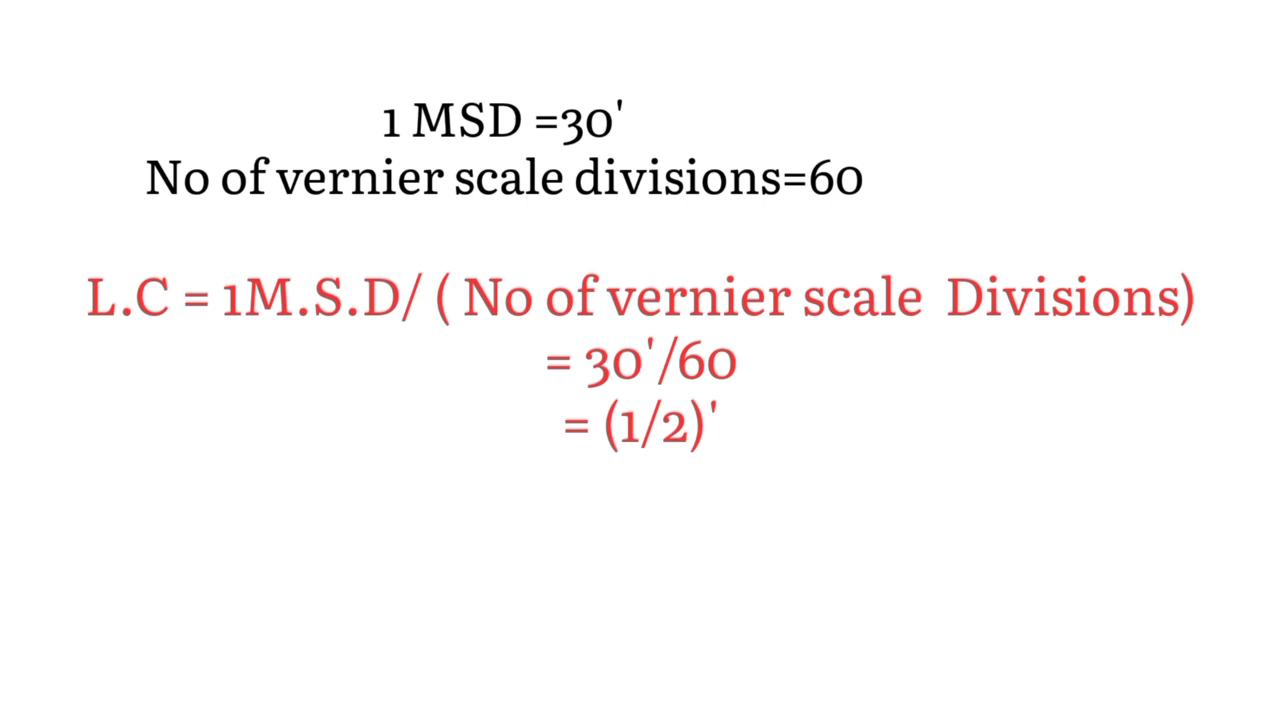 1 MSD =30'
No of vernier scale divisions=60
L.C = 1M.S.D/ ( No of vernier scale Divisions)
= 30'/60
= (1/2)'